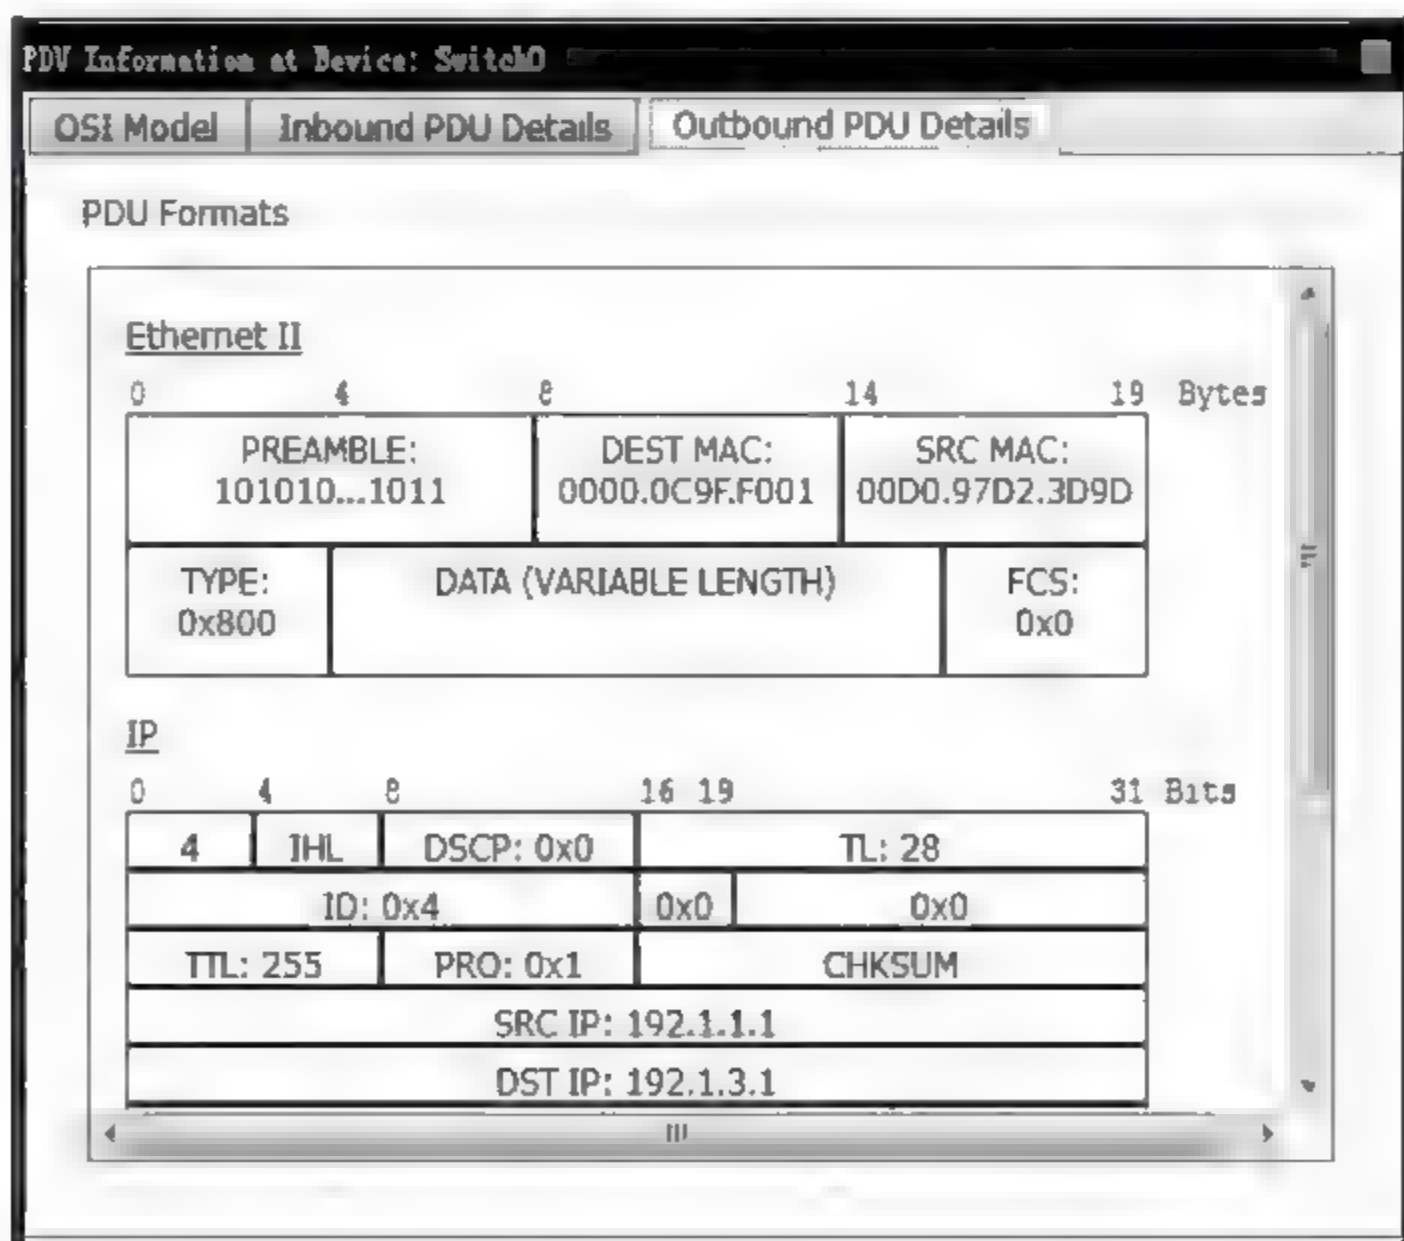 PDV Information at Device: Switch0
OSI Model Inbound PDU Details Outbound PDU Details
PDU Formats
Ethernet II
0 4 8 14 19 Bytes
PREAMBLE: DEST MAC: SRC MAC:
101010...1011 0000.0C9F.F001 00D0.97D2.3D9D
TYPE: DATA (VARIABLE LENGTH) FCS:
0x800 0x0
IP
0 4 8 16 19 31 Bits
4 IHL DSCP: 0x0 TL: 28
ID: 0x4 0x0 0x0
TTL: 255 PRO: 0x1 CHKSUM
SRC IP: 192.1.1.1
DST IP: 192.1.3.1